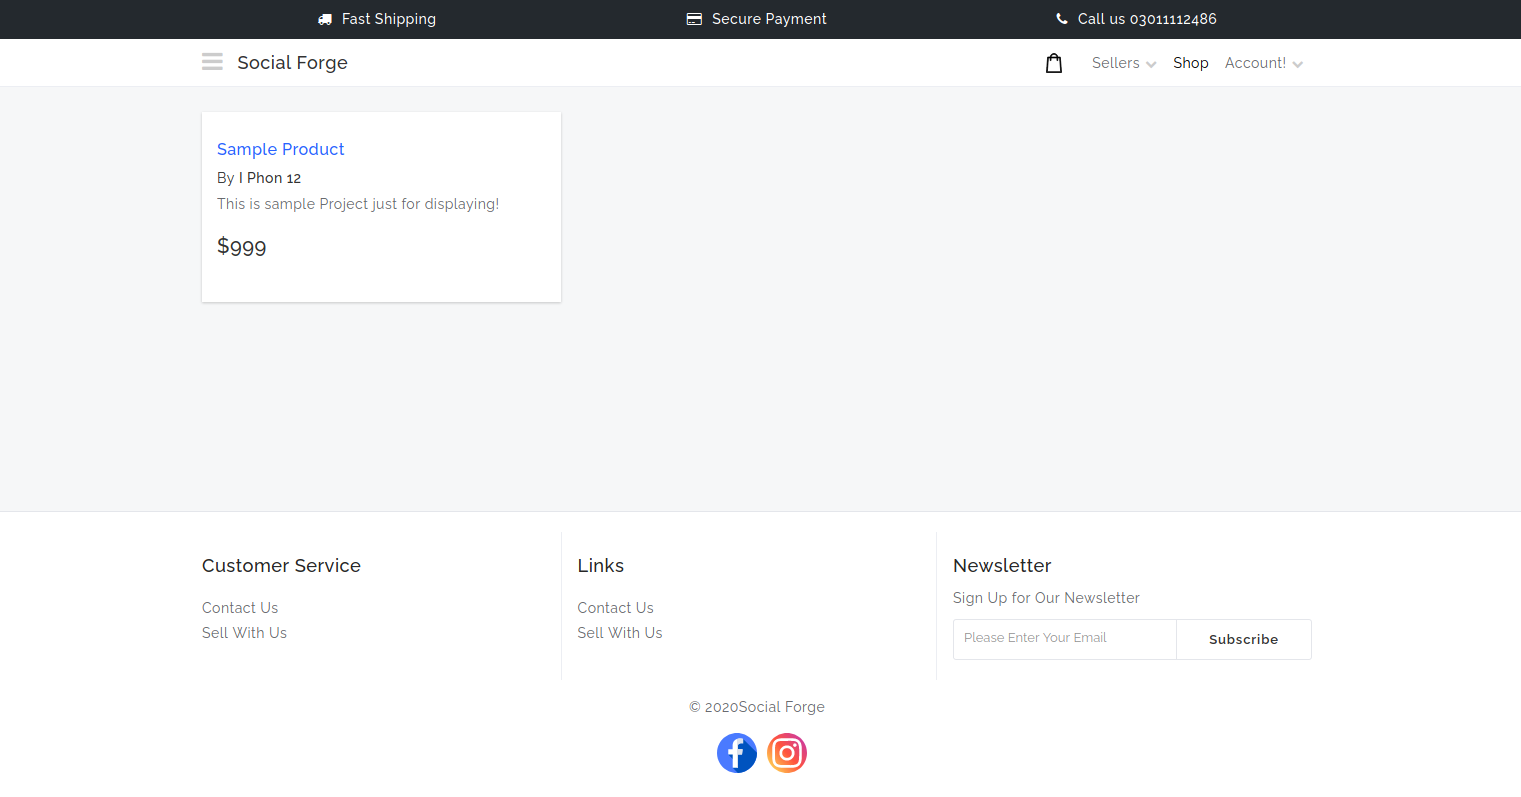 Fast Shipping
Secure Payment
Call us 03011112486
Social Forge
Sellers
Shop
Account!
Sample Product
By I Phon 12
This is sample Project just for displaying!
$999
Customer Service
Contact Us
Sell With Us
Links
Contact Us
Sell With Us
Newsletter
Sign Up for Our Newsletter
Please Enter Your Email
Subscribe
© 2020Social Forge